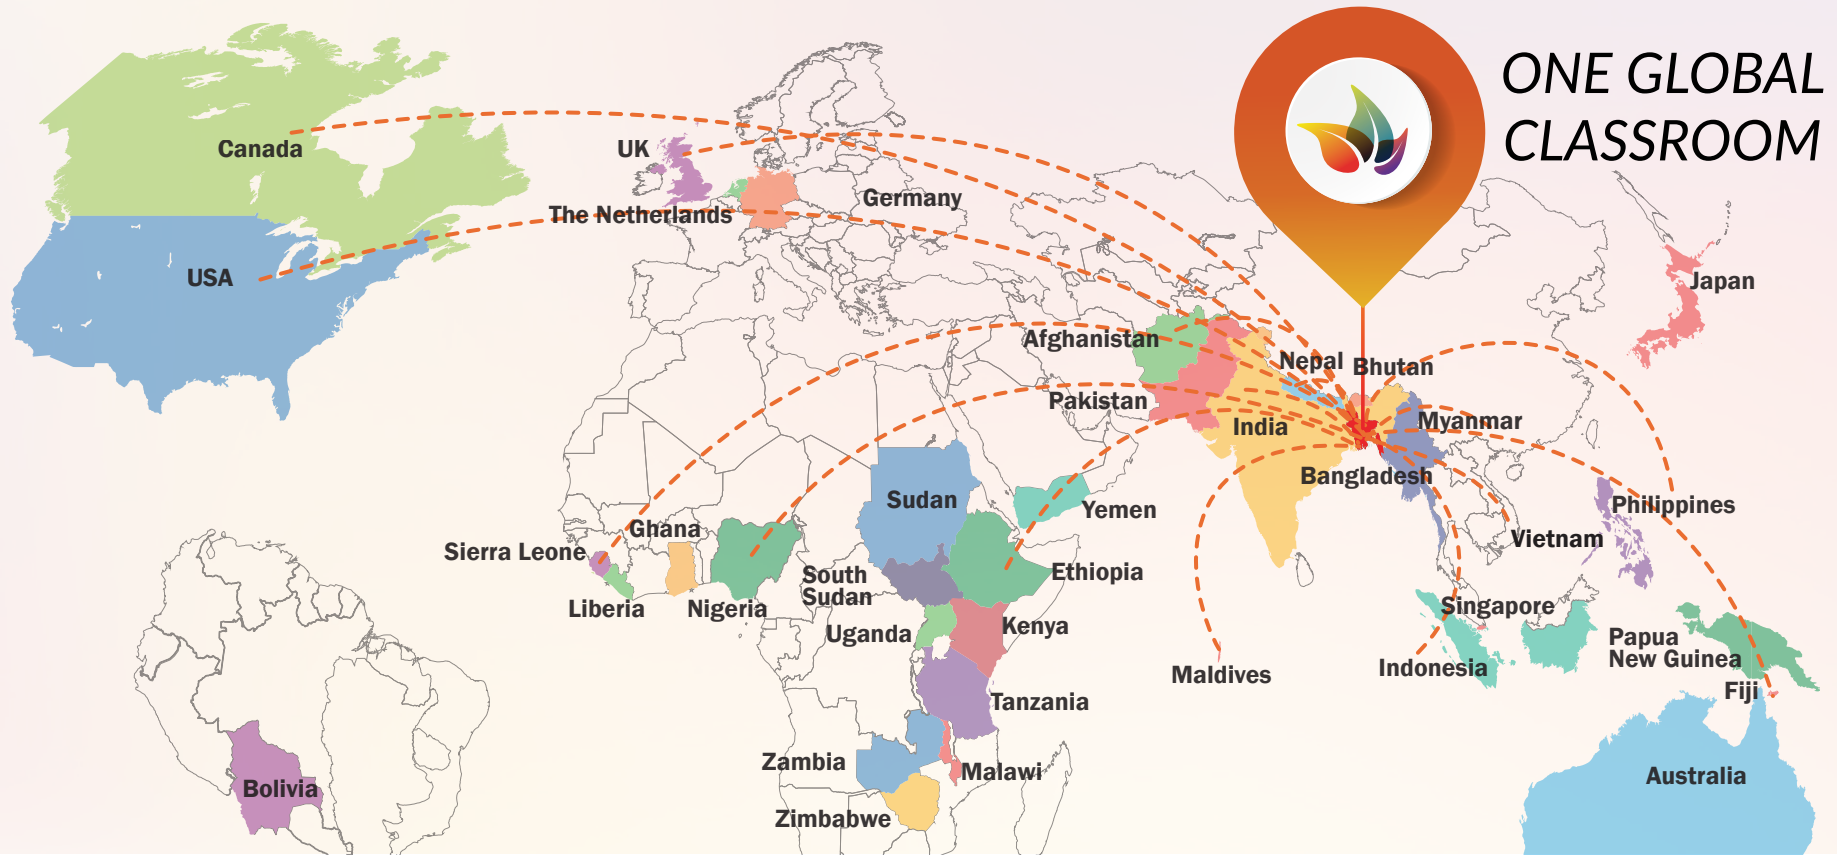 ONE GLOBAL
CLASSROOM
Canada
UK
Germany
The Netherlands
USA
Japan
Afghanistan
Nepal
Bhutan
Pakistan
India
Myanmar
Bangladesh
Sudan
Yemen
Philippines
Ghana
Vietnam
Sierra Leone
South
Sudan
Ethiopia
Liberia
Nigeria
Singapore
Uganda
Kenya
Papua
New Guinea
Maldives
Indonesia
Fiji
Tanzania
Zambia
Malawi
Australia
Bolivia
Zimbabwe